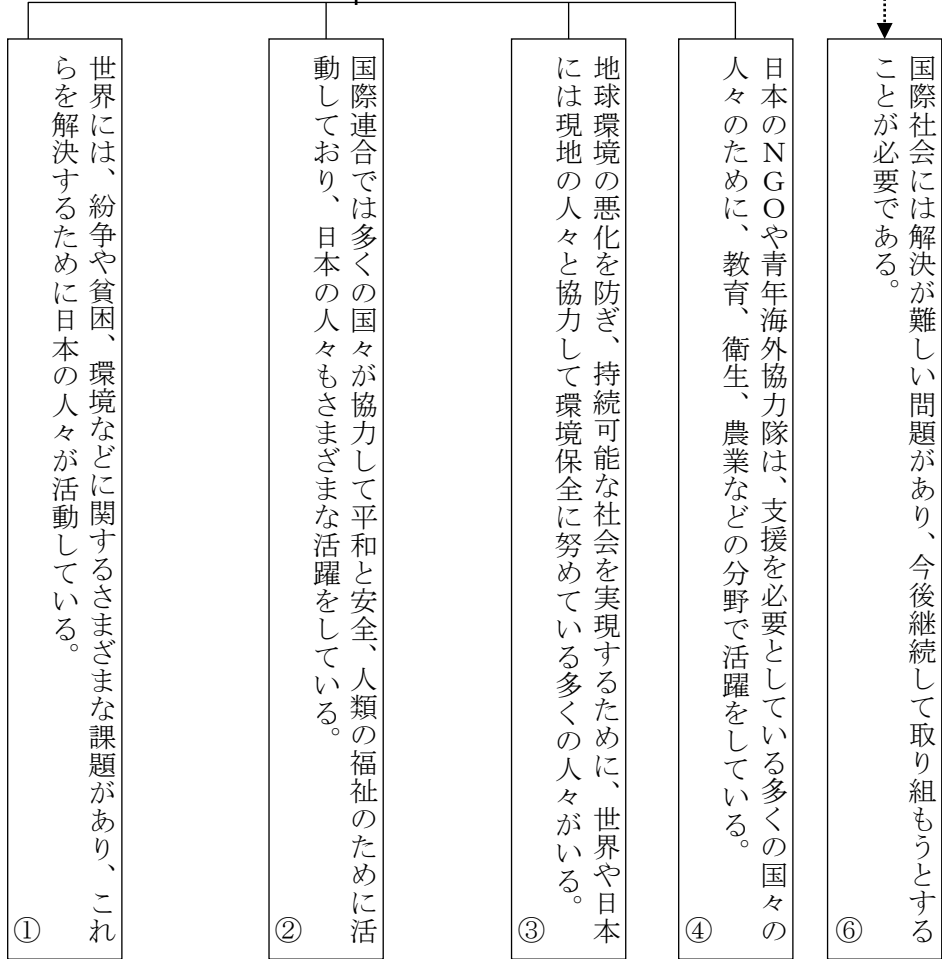 国際社会には解決が難しい問題があり、今後継続して取り組もうとする
ことが必要である。
⑥
日本のNGOや青年海外協力隊は、支援を必要としている多くの国々の
人々のために、教育、衛生、農業などの分野で活躍をしている。
④
地球環境の悪化を防ぎ、持続可能な社会を実現するために、世界や日本
には現地の人々と協力して環境保全に努めている多くの人々がいる。
③
国際連合では多くの国々が協力して平和と安全、人類の福祉のために活
動しており、日本の人々もさまざまな活躍をしている。
②
世界には、紛争や貧困、環境などに関するさまざまな課題があり、これ
らを解決するために日本の人々が活動している。
①